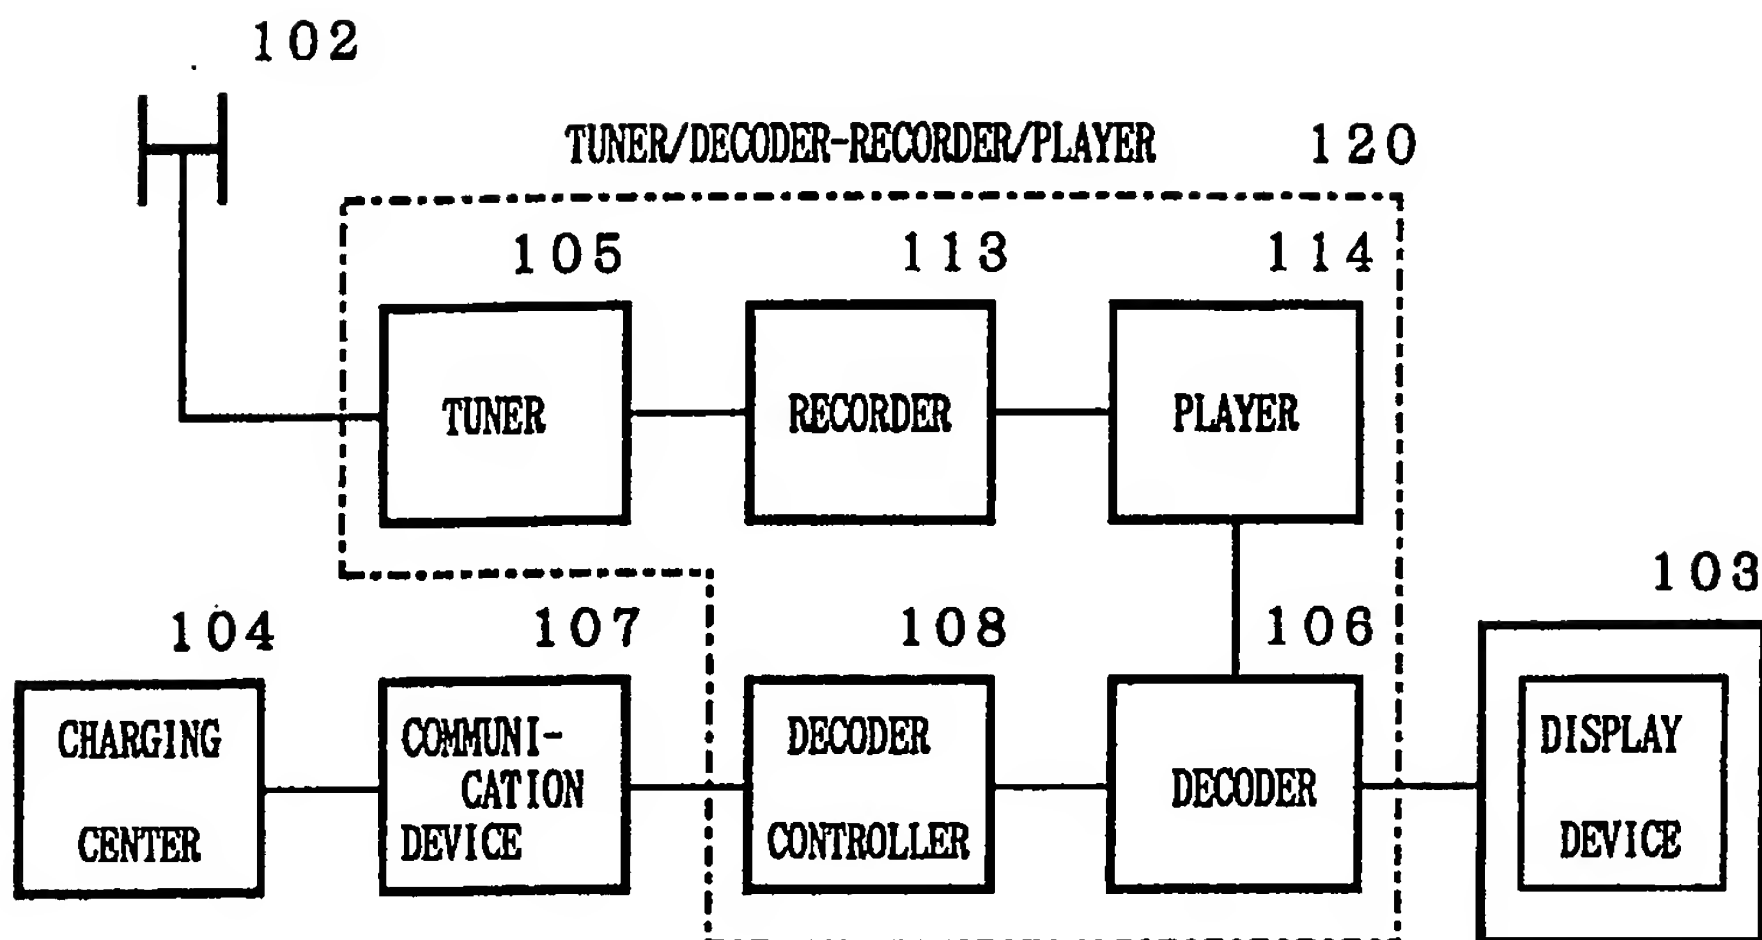 102
TUNER/DECODER-RECORDER/PLAYER 120
105 113 114
TUNER RECORDER PLAYER
103
104 107 108 106
CHARGING
CENTER
COMMUNI-
CATION
DEVICE
DECODER
CONTROLLER
DECODER
DISPLAY
DEVICE